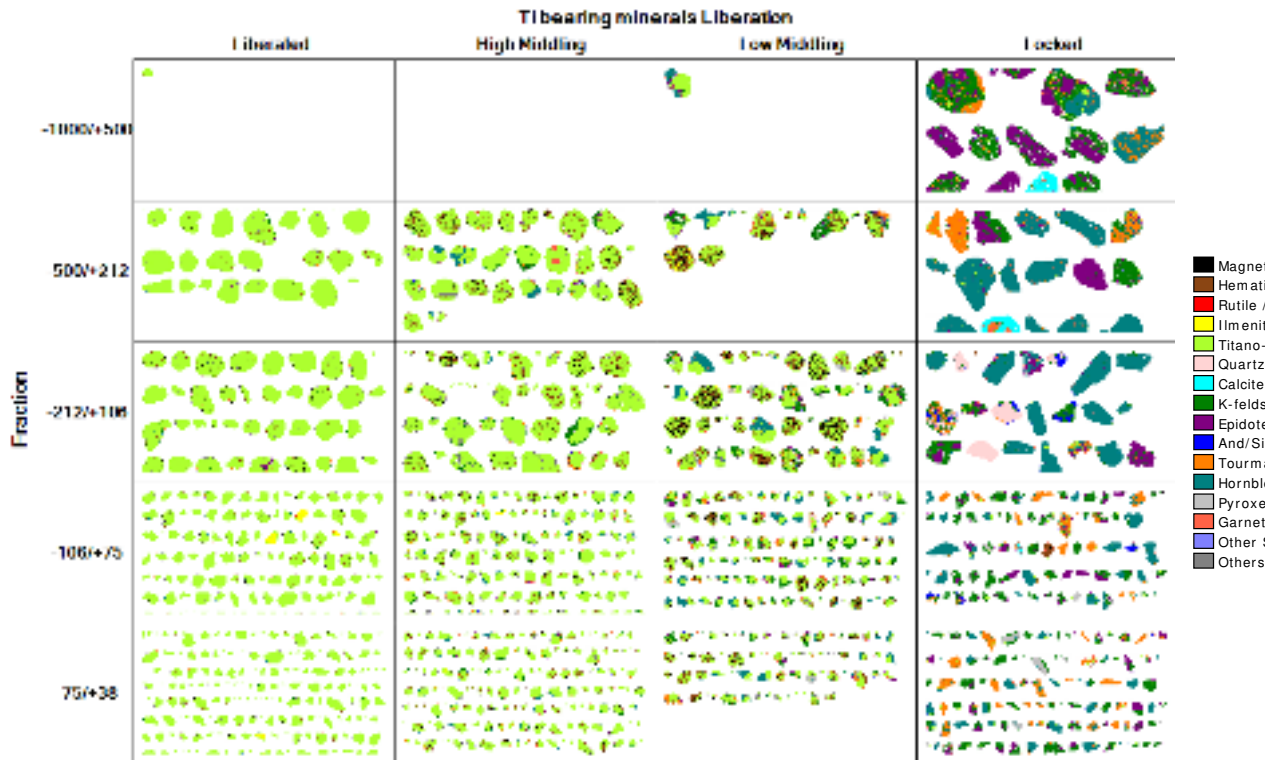 Ti bearing minerals Liberation
Liberated High Middling Low Middling Locked
Fraction
-1000/+500
500/+212
-212/+106
-106/+75
75/+38
Magnet
Hemati
Rutile /
Ilmenit
Titano-
Quartz
Calcite
K-felds
Epidote
And/Si
Tourma
Hornble
Pyroxe
Garnet
Other S
Others